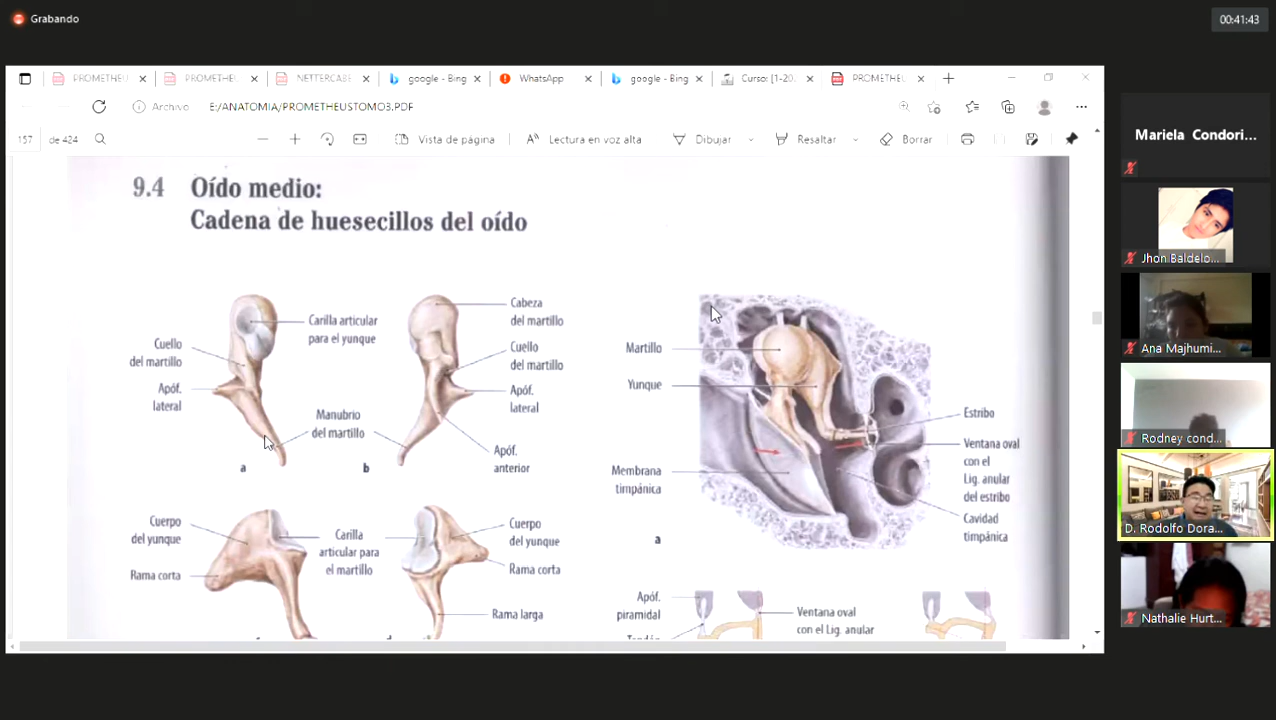 Grabando
00:41:43
PROMETHEU
PROMETHEU
NETTERCABE
google - Bing
WhatsApp
google - Bing
Curso: [1-20.
PROMETHEU
Archivo
E:/ANATOMIA/PROMETHEUSTOMO3.PDF
157
de 424
Vista de página
Lectura en voz alta
Dibujar
Resaltar
Borrar
9.4 Oído medio:
Cadena de huesecillos del oído
Carilla articular
para el yunque
Cuello
del martillo
Apóf.
lateral
Manubrio
del martillo
a
b
Cabeza
del martillo
Cuello
del martillo
Apóf.
lateral
Apóf.
anterior
Cuerpo
del yunque
Rama corta
Carilla
articular para
el martillo
Cuerpo
del yunque
Rama corta
Rama larga
Martillo
Yunque
Membrana
timpánica
a
Estribo
Ventana oval
con el
Lig. anular
del estribo
Cavidad
timpánica
Apóf.
piramidal
Ventana oval
con el Lig. anular
Mariela Condori...
Jhon Baldelo...
Ana Majhumi...
Rodney cond...
D. Rodolfo Dora...
Nathalie Hurt...